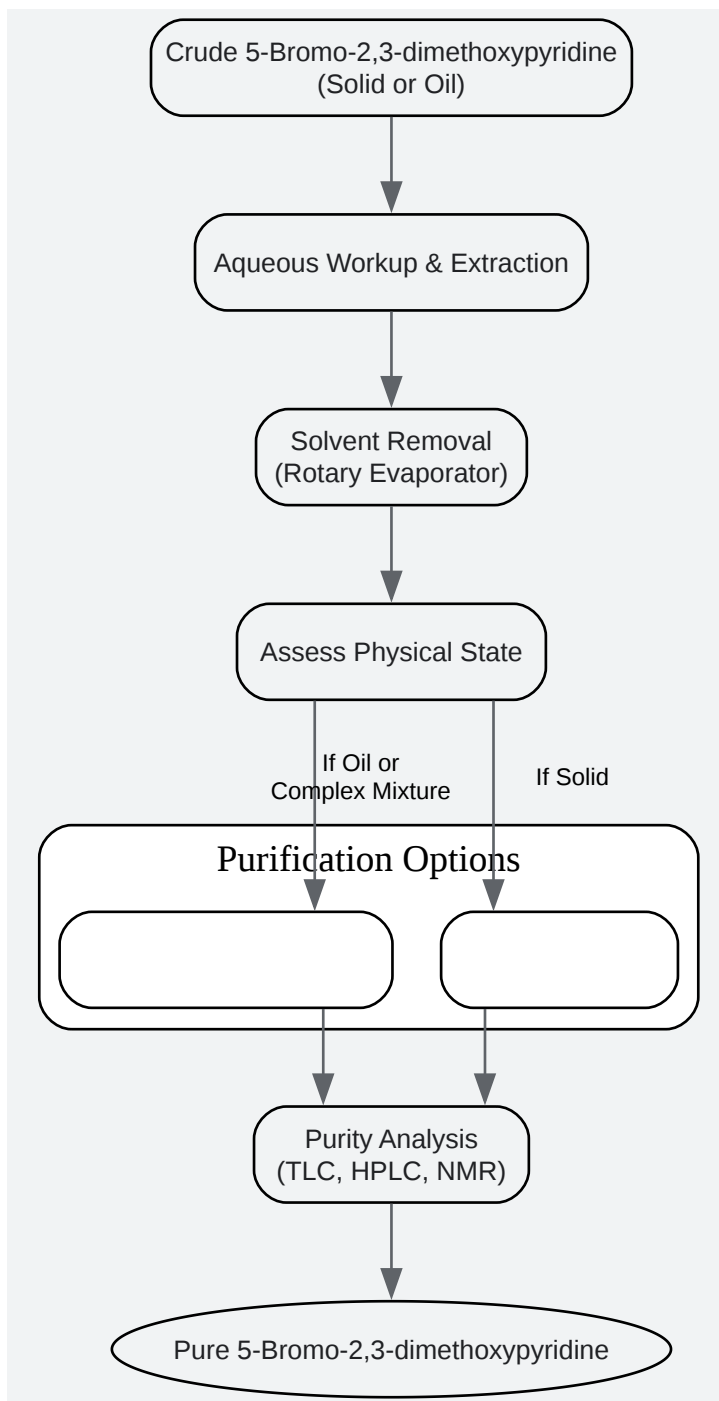 Crude 5-Bromo-2,3-dimethoxypyridine
(Solid or Oil)
Aqueous Workup & Extraction
Solvent Removal
(Rotary Evaporator)
Assess Physical State
If Oil or
Complex Mixture
If Solid
Purification Options
Purity Analysis
(TLC, HPLC, NMR)
Pure 5-Bromo-2,3-dimethoxypyridine